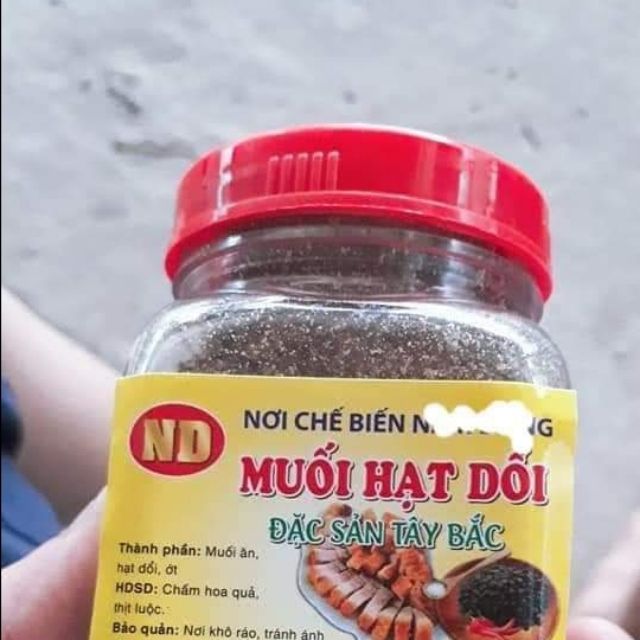 ND
NƠI CHẾ BIẾN
MUỐI HẠT DỔI
ĐẶC SẢN TÂY BẮC
Thành phần: Muối ăn,
hạt dổi, ớt
HDSD: Chấm hoa quả,
thịt luộc.
Bảo quản: Nơi khô ráo, tránh ánh